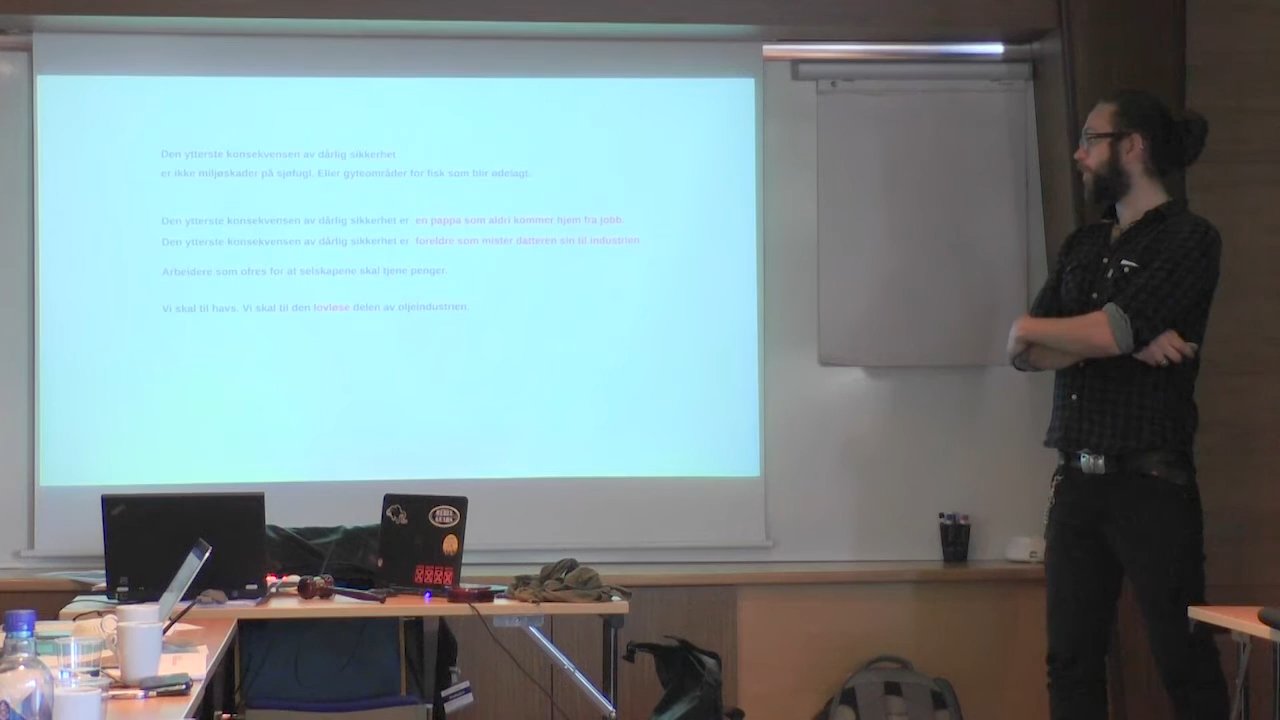 Den ytterste konsekvensen av dårlig sikkerhet
er ikke miljøskader på sjøfugl. Eller gyteområder for fisk som blir ødelagt.
Den ytterste konsekvensen av dårlig sikkerhet er en pappa som aldri kommer hjem fra jobb.
Den ytterste konsekvensen av dårlig sikkerhet er foreldre som mister datteren sin til industrien
Arbeidere som ofres for at selskapene skal tjene penger.
Vi skal til havs. Vi skal til den lovløse delen av oljeindustrien.